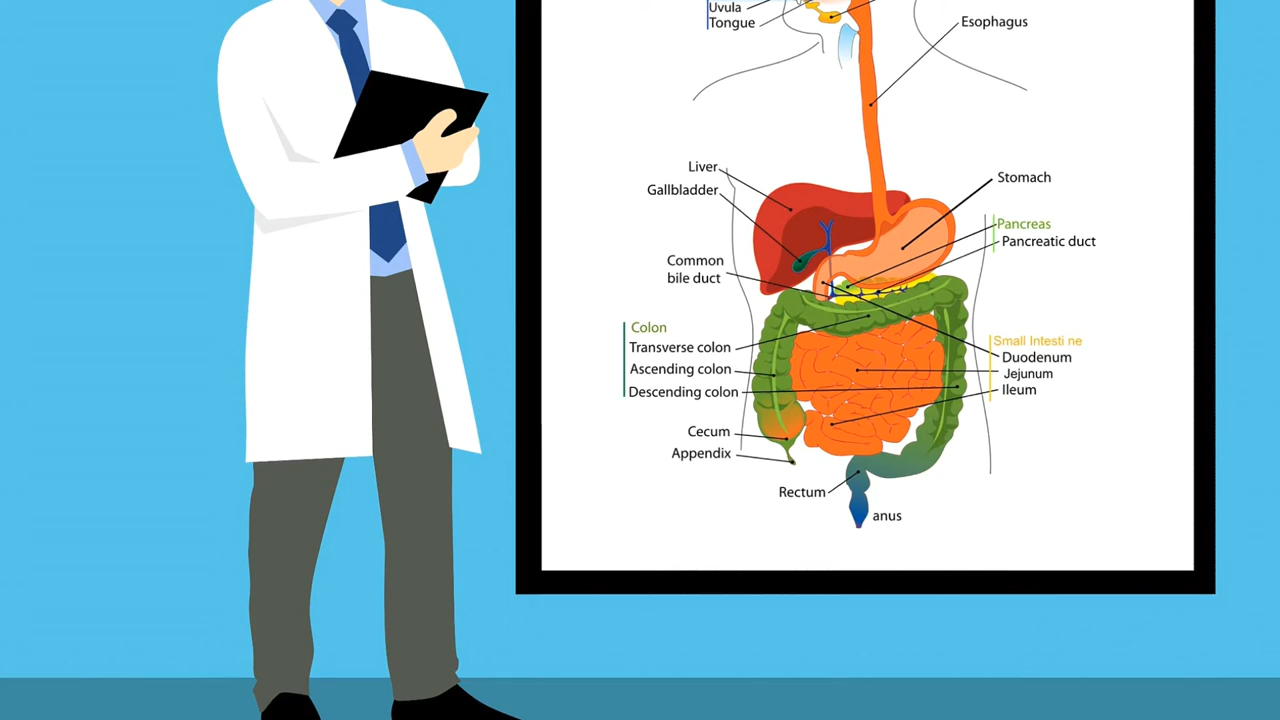 Uvula
Tongue
Esophagus
Liver
Gallbladder
Stomach
Pancreas
Pancreatic duct
Common
bile duct
Colon
Transverse colon
Ascending colon
Descending colon
Small Intesti ne
Duodenum
Jejunum
Ileum
Cecum
Appendix
Rectum
anus